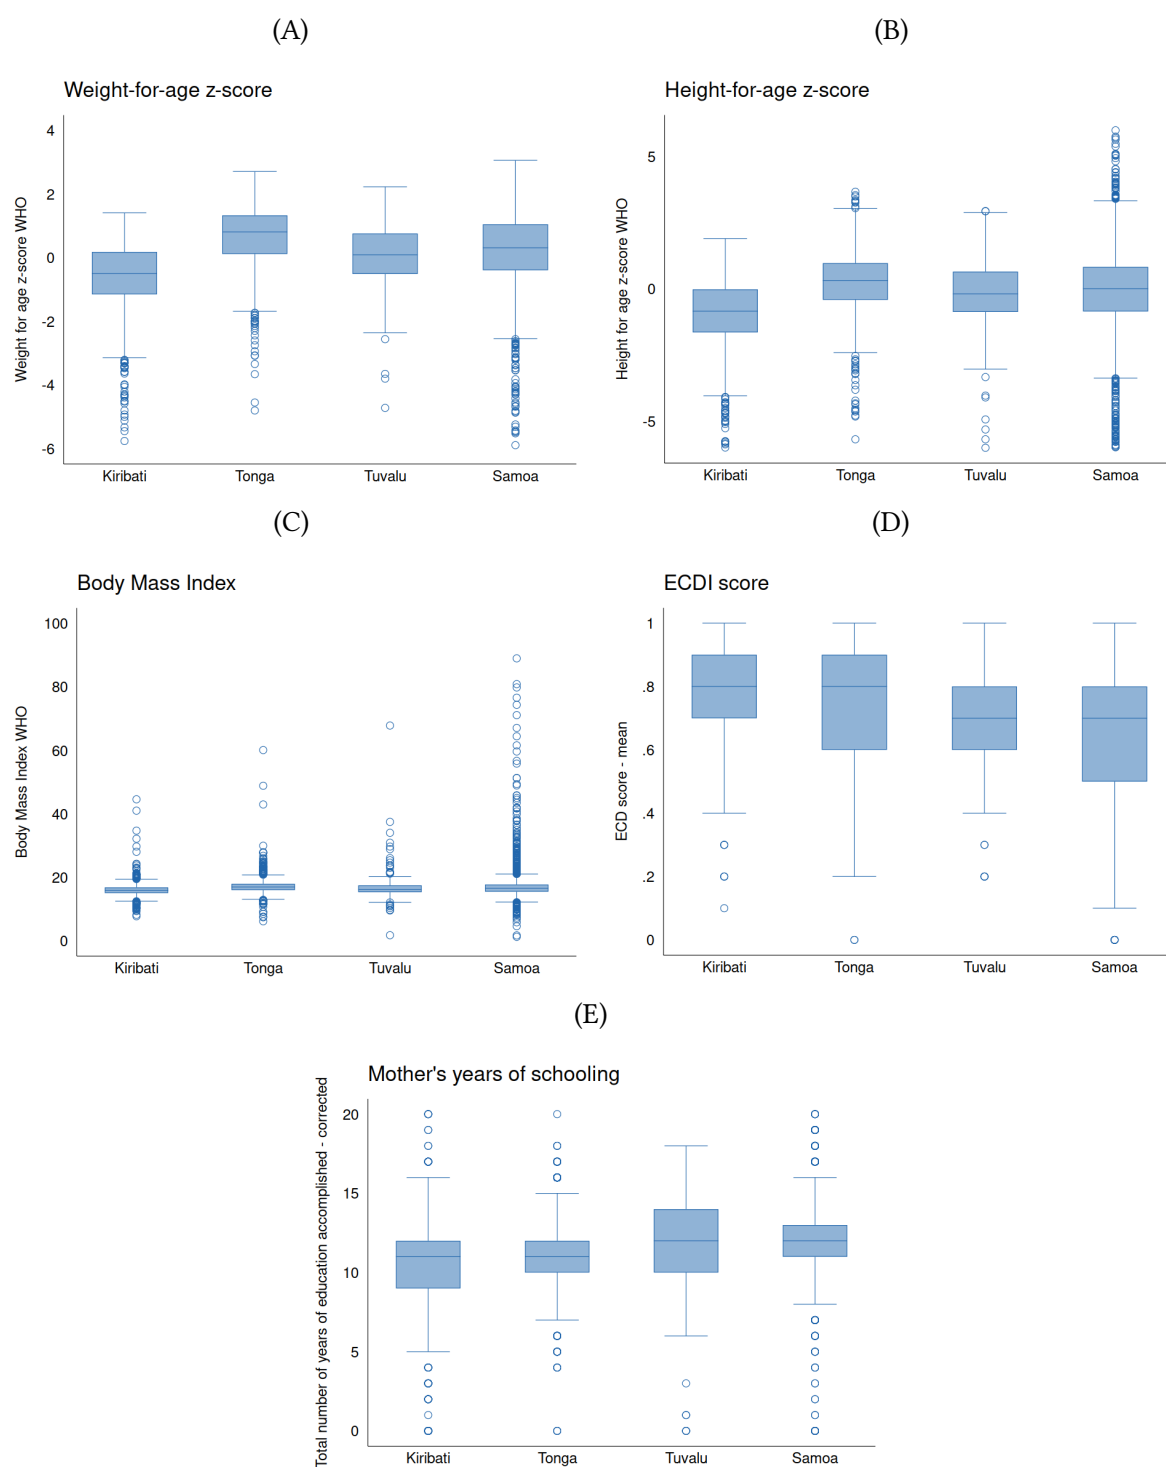 (A)
Weight-for-age z-score
Weight for age z-score WHO
4
2
0
-2
-4
-6
Kiribati Tonga Tuvalu Samoa
(B)
Height-for-age z-score
Height for age z-score WHO
5
0
-5
Kiribati Tonga Tuvalu Samoa
(C)
Body Mass Index
Body Mass Index WHO
100
80
60
40
20
0
Kiribati Tonga Tuvalu Samoa
(D)
ECDI score
ECD score - mean
1
.8
.6
.4
.2
0
Kiribati Tonga Tuvalu Samoa
(E)
Mother's years of schooling
Total number of years of education accomplished - corrected
20
15
10
5
0
Kiribati Tonga Tuvalu Samoa